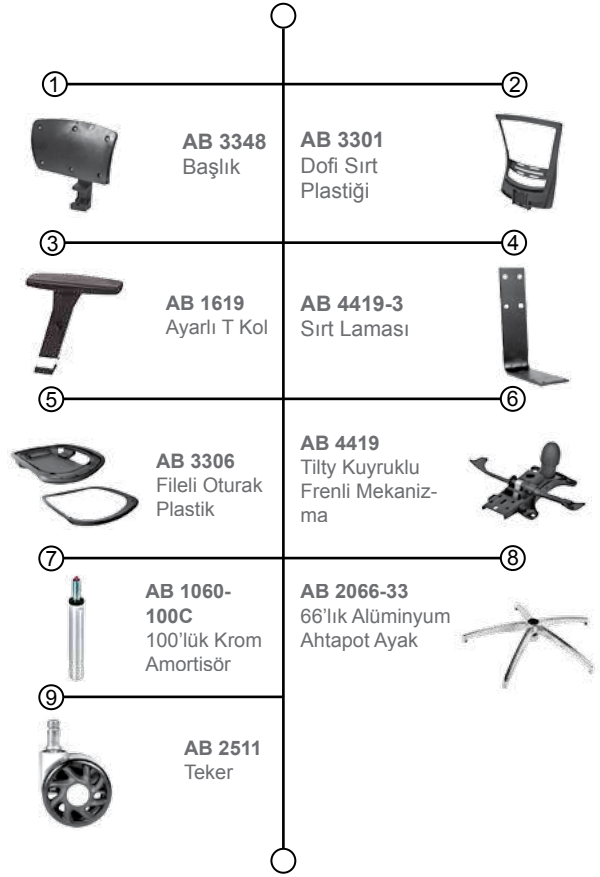 1
AB 3348
Başlık
2
AB 3301
Dofi Sırt
Plastiği
3
AB 1619
Ayarlı T Kol
4
AB 4419-3
Sırt Laması
5
AB 3306
Fileli Oturak
Plastik
6
AB 4419
Tilty Kuyruklu
Frenli Mekaniz-
ma
7
AB 1060-
100C
100’lük Krom
Amortisör
8
AB 2066-33
66’lık Alüminyum
Ahtapot Ayak
9
AB 2511
Teker